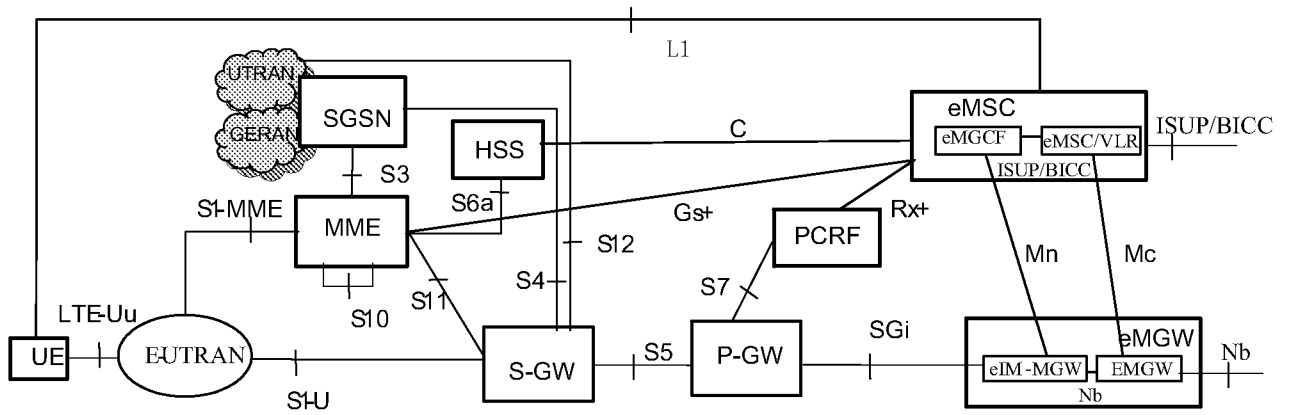 L1
UTRAN
SGSN
GERAN
eMSC
eMGCF
eMSC/VLR
ISUP/BICC
ISUP/BICC
HSS
C
S3
S6a
S1-MME
MME
Gs+
Rx+
PCRF
S12
S10
S11
S4
S7
Mn
Mc
LTE-Uu
UE
E-UTRAN
S1-U
S-GW
S5
P-GW
SGi
eMGW
eIM-MGW
EMGW
Nb
Nb